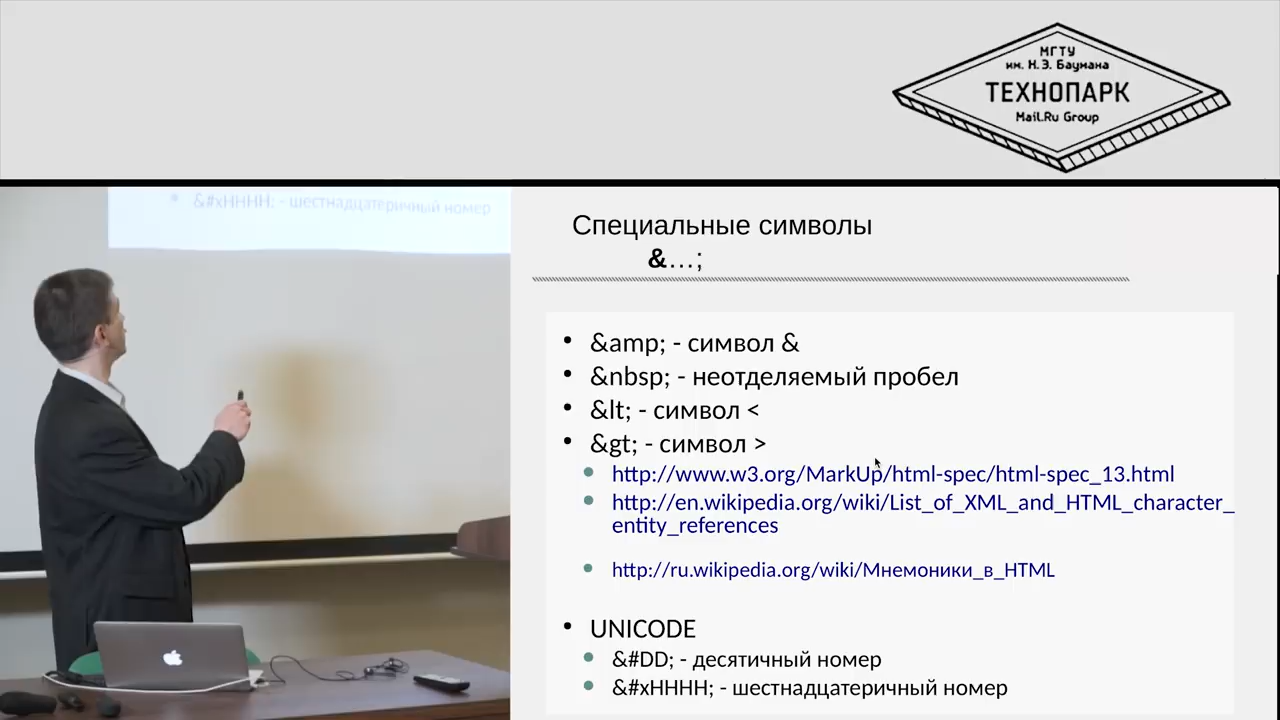 МГТУ
им. Н.Э. Баумана
ТЕХНОПАРК
Mail.Ru Group
&#xHHHH; - шестнадцатеричный номер
Специальные символы
&...;
&amp; - символ &
&nbsp; - неотделяемый пробел
&lt; - символ <
&gt; - символ >
http://www.w3.org/MarkUp/html-spec/html-spec_13.html
http://en.wikipedia.org/wiki/List_of_XML_and_HTML_character_
entity_references
http://ru.wikipedia.org/wiki/Мнемоники_в_HTML
UNICODE
&#DD; - десятичный номер
&#xHHHH; - шестнадцатеричный номер